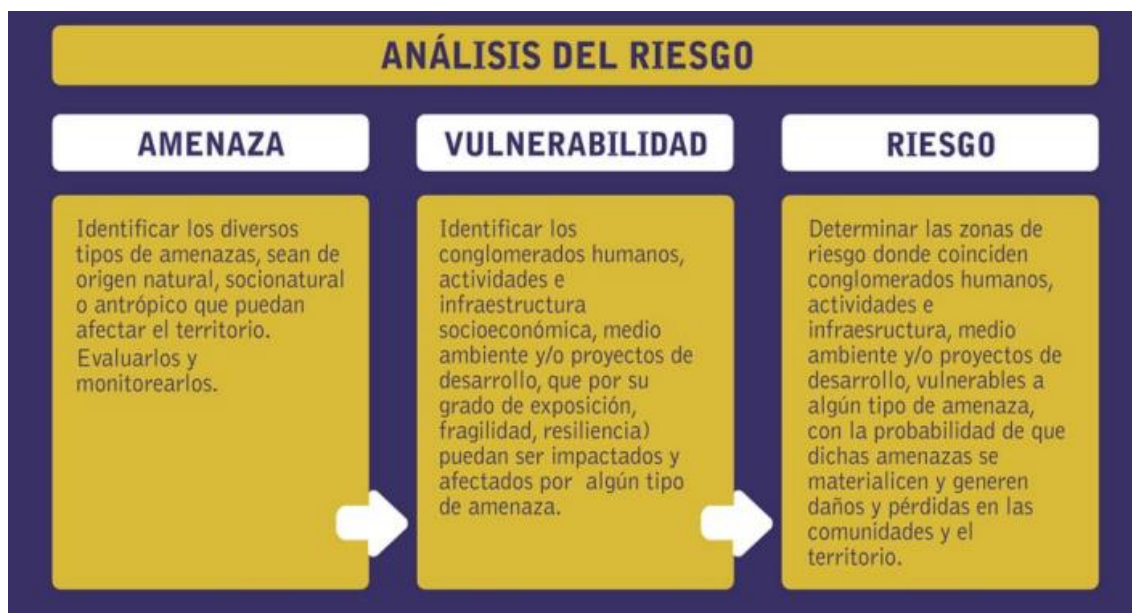 ANÁLISIS DEL RIESGO
AMENAZA
Identificar los diversos
tipos de amenazas, sean de
origen natural, socionatural
o antrópico que puedan
afectar el territorio.
Evaluarlos y
monitorearlos.
VULNERABILIDAD
Identificar los
conglomerados humanos,
actividades e
infraestructura
socioeconómica, medio
ambiente y/o proyectos de
desarrollo, que por su
grado de exposición,
fragilidad, resiliencia)
puedan ser impactados y
afectados por algún tipo
de amenaza.
RIESGO
Determinar las zonas de
riesgo donde coinciden
conglomerados humanos,
actividades e
infraesructura, medio
ambiente y/o proyectos de
desarrollo, vulnerables a
algún tipo de amenaza,
con la probabilidad de que
dichas amenazas se
materialicen y generen
daños y pérdidas en las
comunidades y el
territorio.